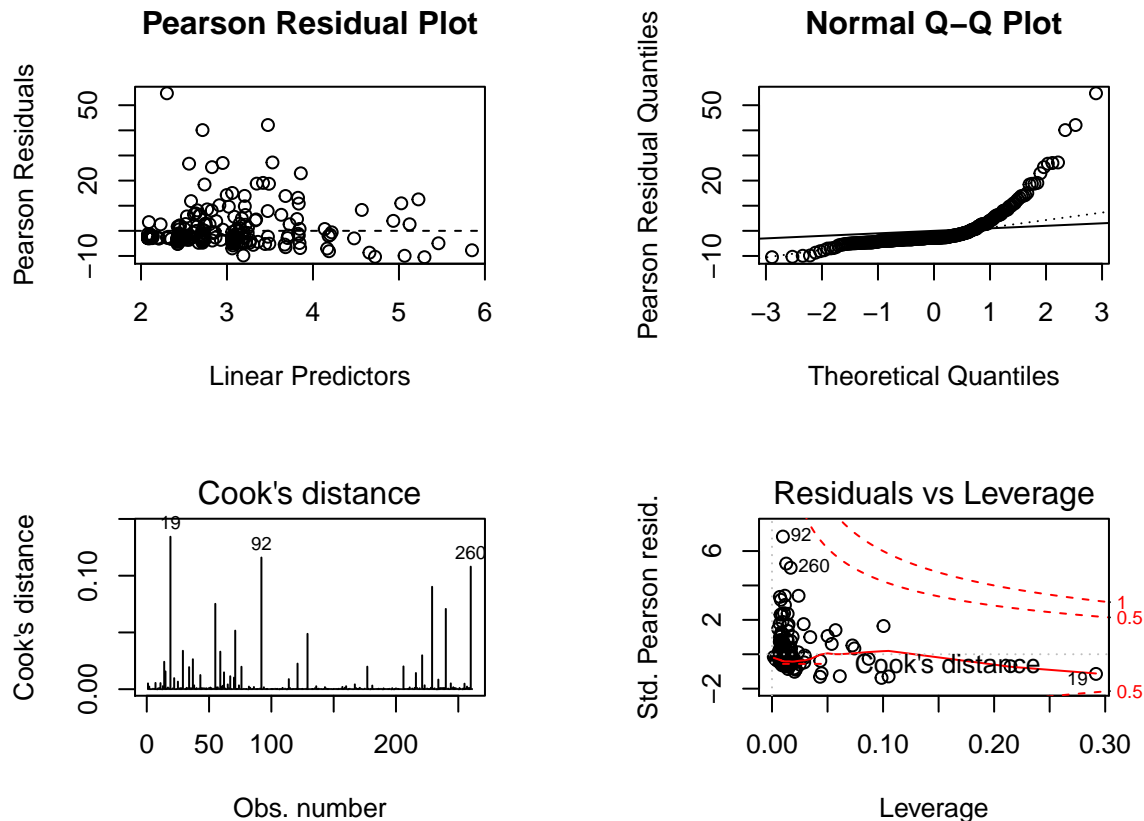 Pearson Residual Plot
Pearson Residuals
50
20
−10
2 3 4 5 6
Linear Predictors
Normal Q−Q Plot
Pearson Residual Quantiles
50
20
−10
−3 −2 −1 0 1 2 3
Theoretical Quantiles
Cook's distance
Cook's distance
0.10
0.00
19
92
260
0 50 100 200
Obs. number
Residuals vs Leverage
Std. Pearson resid.
6
2
−2
92
260
Cook's distance
19
1
0.5
0.5
0.00 0.10 0.20 0.30
Leverage